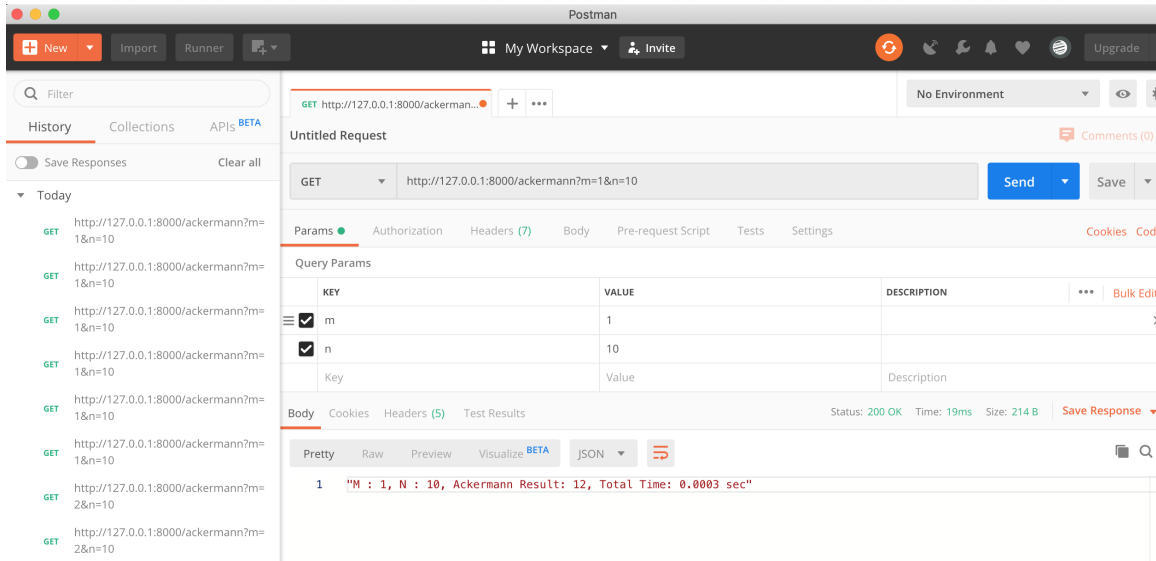 Postman
New
Import
Runner
My Workspace
Invite
Upgrade
Filter
History
Collections
APIs BETA
Save Responses
Clear all
Today
GET http://127.0.0.1:8000/ackermann?m=
1&n=10
GET http://127.0.0.1:8000/ackermann?m=
1&n=10
GET http://127.0.0.1:8000/ackermann?m=
1&n=10
GET http://127.0.0.1:8000/ackermann?m=
1&n=10
GET http://127.0.0.1:8000/ackermann?m=
1&n=10
GET http://127.0.0.1:8000/ackermann?m=
1&n=10
GET http://127.0.0.1:8000/ackermann?m=
2&n=10
GET http://127.0.0.1:8000/ackermann?m=
2&n=10
GET http://127.0.0.1:8000/ackerman...
No Environment
Untitled Request
Comments (0)
GET
http://127.0.0.1:8000/ackermann?m=1&n=10
Send
Save
Params
Authorization
Headers (7)
Body
Pre-request Script
Tests
Settings
Cookies
Cod
Query Params
KEY
VALUE
DESCRIPTION
Bulk Edit
m
1
n
10
Key
Value
Description
Body
Cookies
Headers (5)
Test Results
Status: 200 OK
Time: 19ms
Size: 214 B
Save Response
Pretty
Raw
Preview
Visualize BETA
JSON
1 "M : 1, N : 10, Ackermann Result: 12, Total Time: 0.0003 sec"